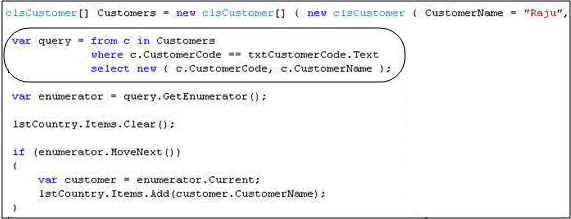 clsCustomer[] Customers = new clsCustomer[] { new clsCustomer { CustomerName = "Raju",
var query = from c in Customers
where c.CustomerCode == txtCustomerCode.Text
select new { c.CustomerCode, c.CustomerName };
var enumerator = query.GetEnumerator();
lstCountry.Items.Clear();
if (enumerator.MoveNext())
{
var customer = enumerator.Current;
lstCountry.Items.Add(customer.CustomerName);
}